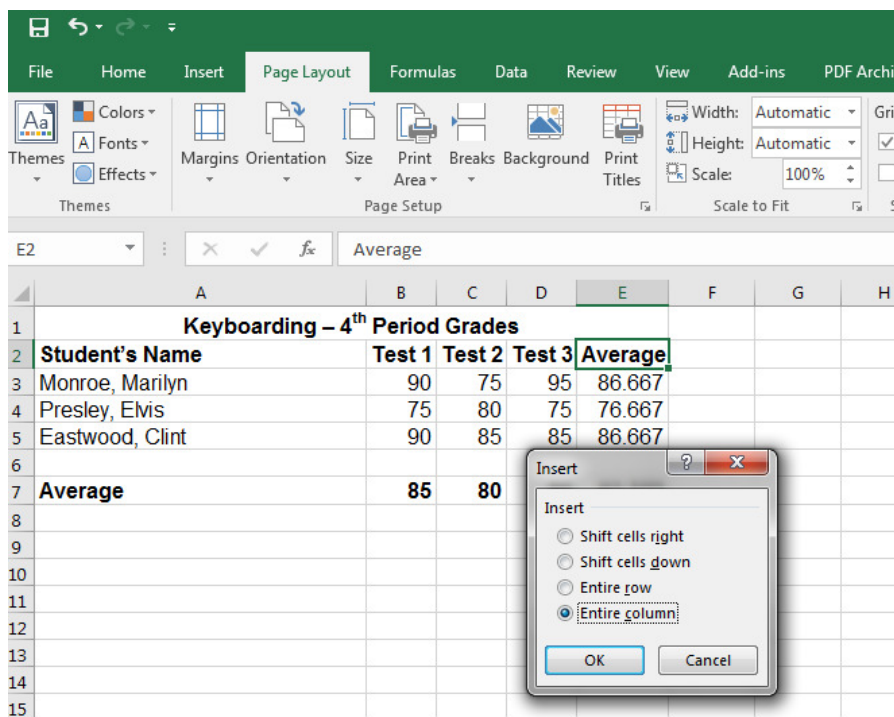 File Home Insert Page Layout Formulas Data Review View Add-ins PDF Archi
Aa Colors Width: Automatic Gri
A Fonts Height: Automatic
Themes Effects Margins Orientation Size Print Area Breaks Background Print Titles Scale: 100%
Themes Page Setup Scale to Fit S
E2 fx Average
A B C D E F G H
1 Keyboarding – 4th Period Grades
2 Student’s Name Test 1 Test 2 Test 3 Average
3 Monroe, Marilyn 90 75 95 86.667
4 Presley, Elvis 75 80 75 76.667
5 Eastwood, Clint 90 85 85 86.667
6
7 Average 85 80
8
9
10
11
12
13
14
15
Insert ? X
Insert
Shift cells right
Shift cells down
Entire row
Entire column
OK Cancel